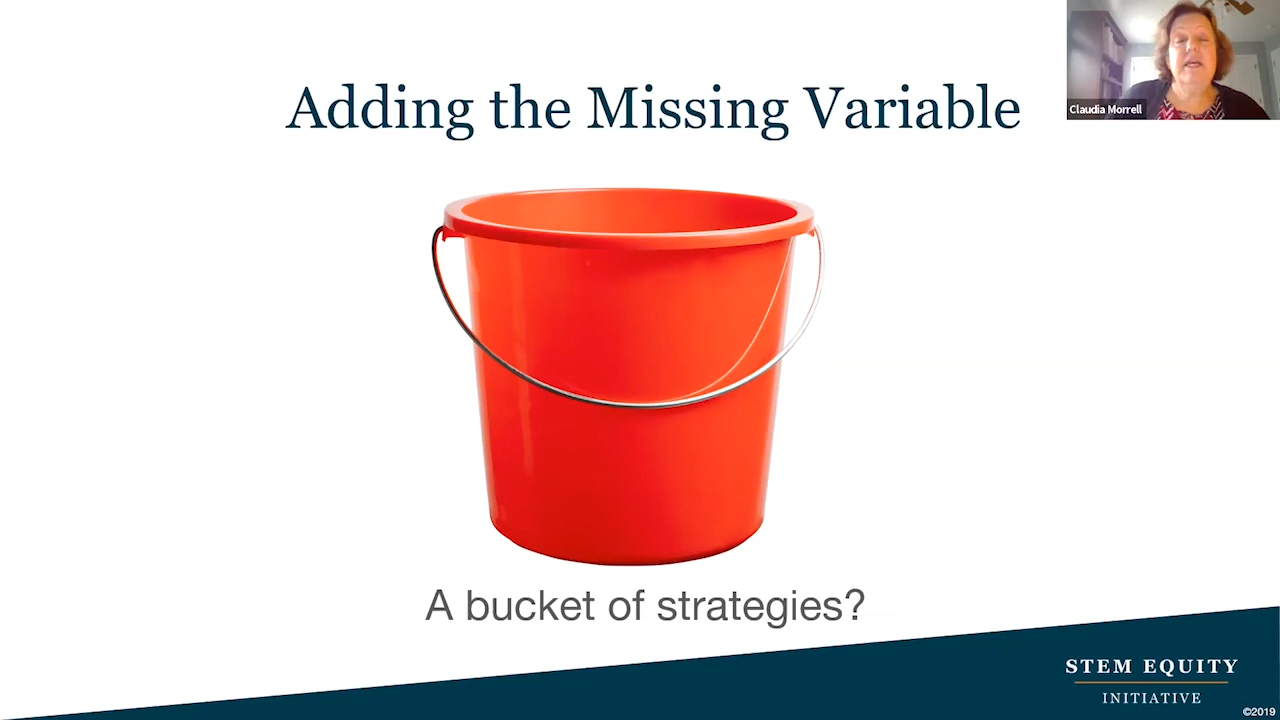 Adding the Missing Variable
Claudia Morrell
A bucket of strategies?
STEM EQUITY
INITIATIVE
©2019